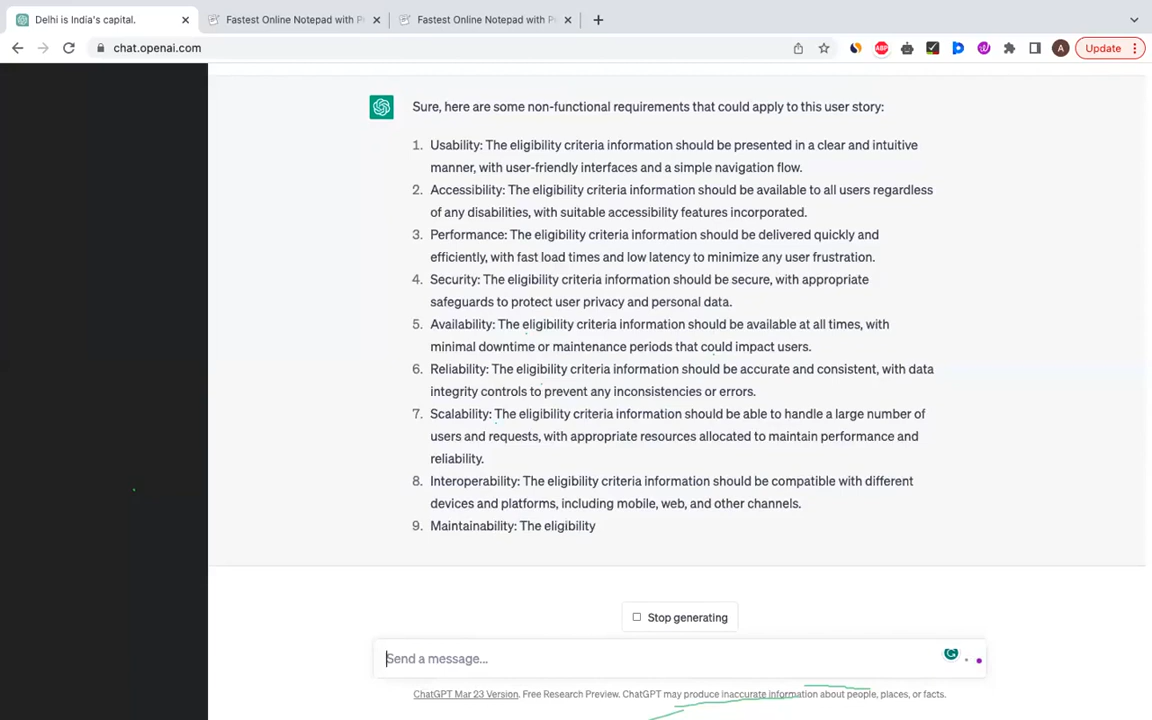 Delhi is India's capital.
Fastest Online Notepad with P
Fastest Online Notepad with P
chat.openai.com
ABP
A
Update
Sure, here are some non-functional requirements that could apply to this user story:
1. Usability: The eligibility criteria information should be presented in a clear and intuitive
manner, with user-friendly interfaces and a simple navigation flow.
2. Accessibility: The eligibility criteria information should be available to all users regardless
of any disabilities, with suitable accessibility features incorporated.
3. Performance: The eligibility criteria information should be delivered quickly and
efficiently, with fast load times and low latency to minimize any user frustration.
4. Security: The eligibility criteria information should be secure, with appropriate
safeguards to protect user privacy and personal data.
5. Availability: The eligibility criteria information should be available at all times, with
minimal downtime or maintenance periods that could impact users.
6. Reliability: The eligibility criteria information should be accurate and consistent, with data
integrity controls to prevent any inconsistencies or errors.
7. Scalability: The eligibility criteria information should be able to handle a large number of
users and requests, with appropriate resources allocated to maintain performance and
reliability.
8. Interoperability: The eligibility criteria information should be compatible with different
devices and platforms, including mobile, web, and other channels.
9. Maintainability: The eligibility
Stop generating
Send a message...
ChatGPT Mar 23 Version. Free Research Preview. ChatGPT may produce inaccurate information about people, places, or facts.